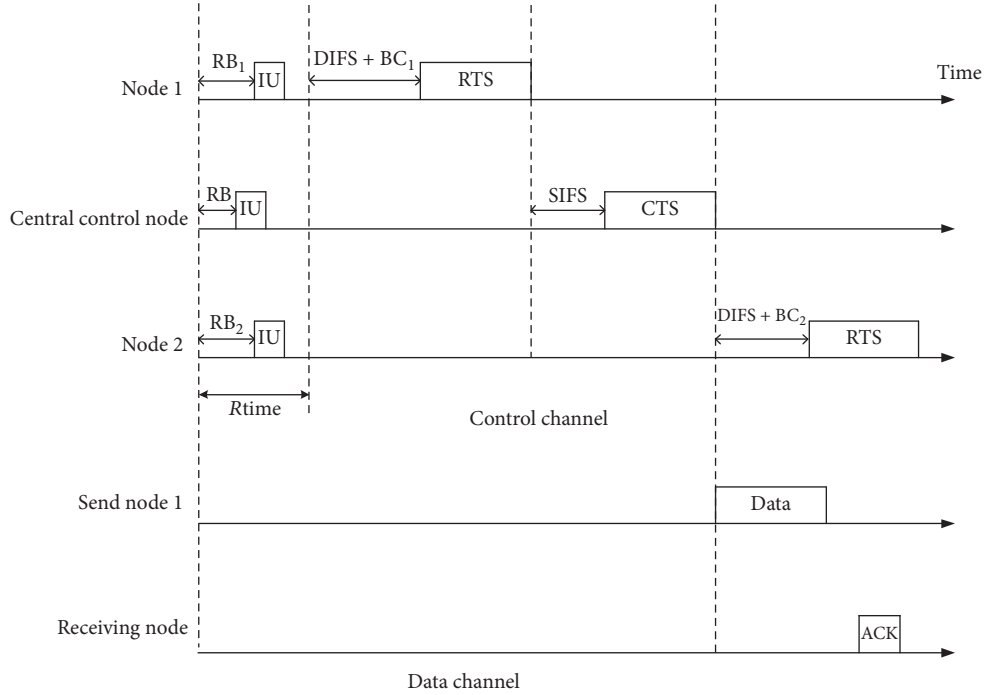 RB1 IU DIFS + BC1 RTS
Node 1 Time
RB IU SIFS CTS
Central control node
RB2 IU DIFS + BC2 RTS
Node 2
Rtime
Control channel
Send node 1 Data
Receiving node ACK
Data channel